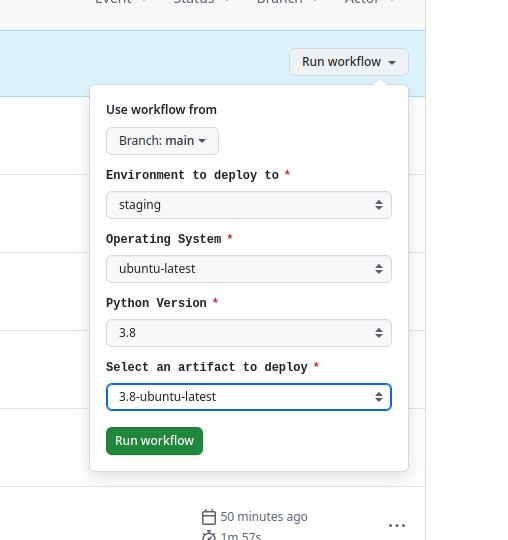 Event Status Branch Actor
Run workflow
Use workflow from
Branch: main
Environment to deploy to *
staging
Operating System *
ubuntu-latest
Python Version *
3.8
Select an artifact to deploy *
3.8-ubuntu-latest
Run workflow
50 minutes ago
1m 57s